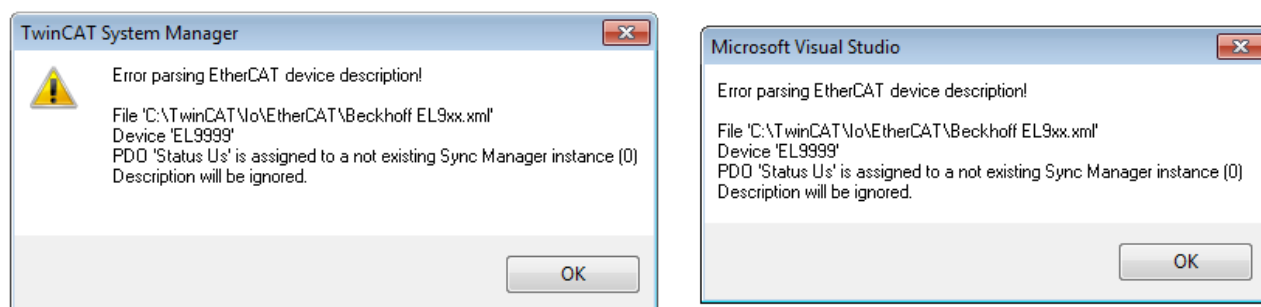 TwinCAT System Manager
Error parsing EtherCAT device description!
File 'C:\TwinCAT\Io\EtherCAT\Beckhoff EL9xx.xml'
Device 'EL9999'
PDO 'Status Us' is assigned to a not existing Sync Manager instance (0)
Description will be ignored.
OK
Microsoft Visual Studio
Error parsing EtherCAT device description!
File 'C:\TwinCAT\Io\EtherCAT\Beckhoff EL9xx.xml'
Device 'EL9999'
PDO 'Status Us' is assigned to a not existing Sync Manager instance (0)
Description will be ignored.
OK